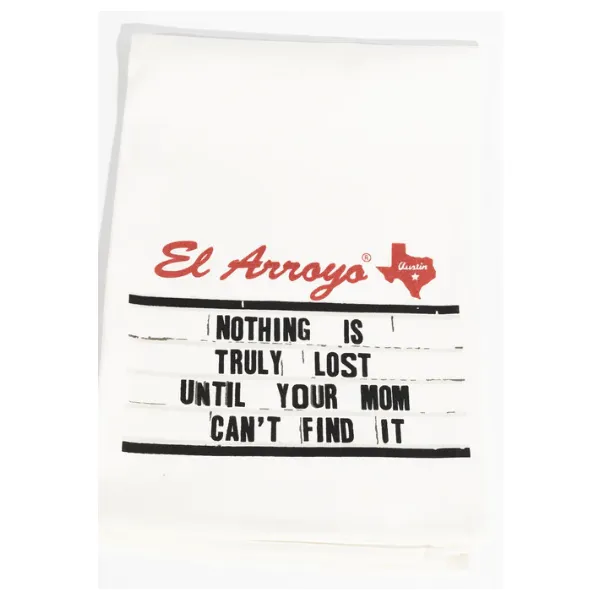 El Arroyo®
Austin
NOTHING IS
TRULY LOST
UNTIL YOUR MOM
CAN'T FIND IT